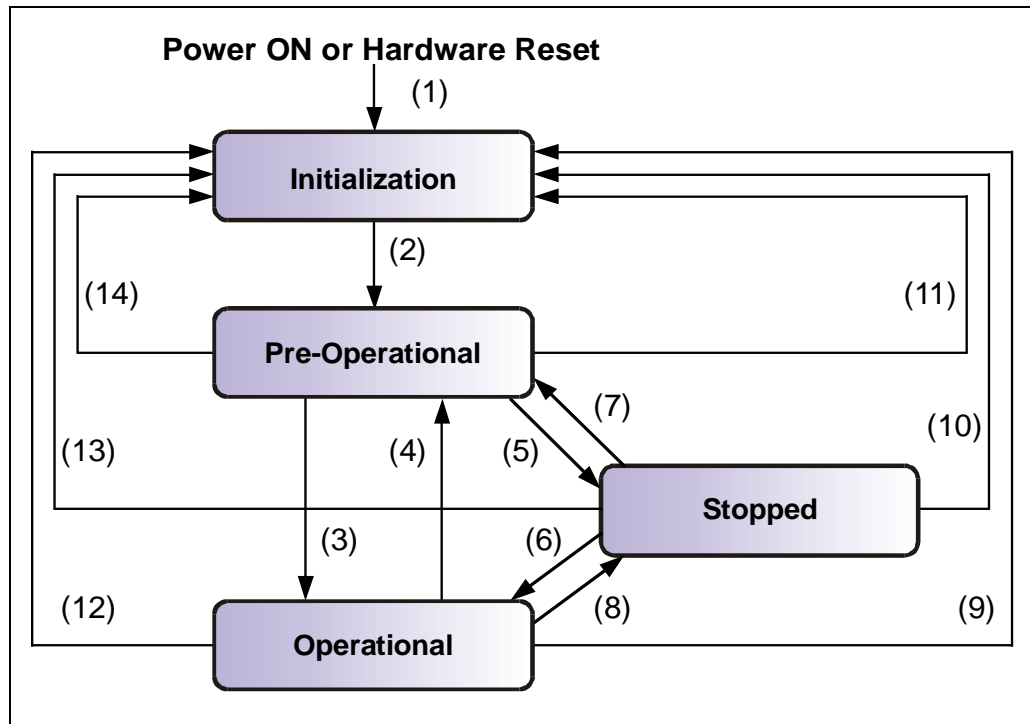 Power ON or Hardware Reset
(1)
Initialization
(2)
(14)
(11)
Pre-Operational
(7)
(13)
(4)
(5)
(10)
Stopped
(3)
(6)
(12)
(8)
(9)
Operational